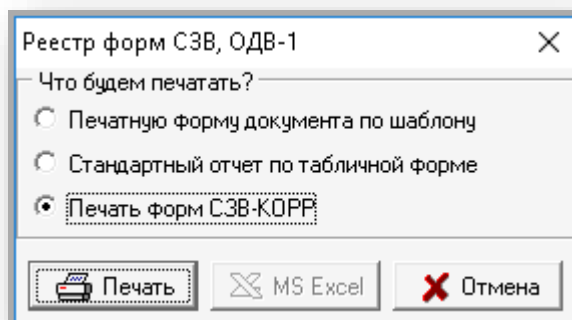 Реестр форм СЗВ, ОДВ-1
Что будем печатать?
Печатную форму документа по шаблону
Стандартный отчет по табличной форме
Печать форм СЗВ-КОРР
Печать MS Excel Отмена